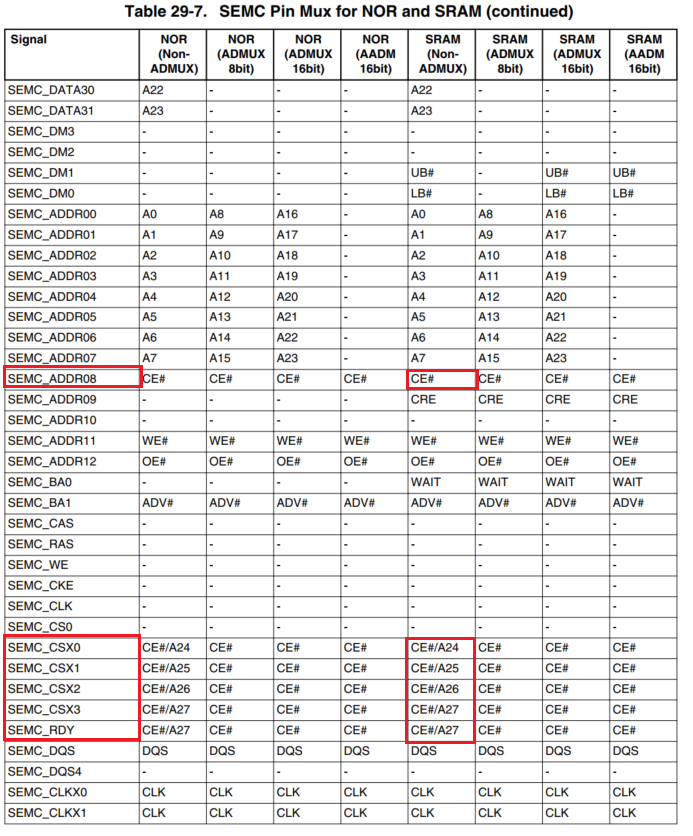 Table 29-7. SEMC Pin Mux for NOR and SRAM (continued)
Signal NOR (Non-ADMUX) NOR (ADMUX 8bit) NOR (ADMUX 16bit) NOR (AADM 16bit) SRAM (Non-ADMUX) SRAM (ADMUX 8bit) SRAM (ADMUX 16bit) SRAM (AADM 16bit)
SEMC_DATA30 A22 - - - A22 - - -
SEMC_DATA31 A23 - - - A23 - - -
SEMC_DM3 - - - - - - - -
SEMC_DM2 - - - - - - - -
SEMC_DM1 - - - - UB# - UB# UB#
SEMC_DM0 - - - - LB# - LB# LB#
SEMC_ADDR00 A0 A8 A16 - A0 A8 A16 -
SEMC_ADDR01 A1 A9 A17 - A1 A9 A17 -
SEMC_ADDR02 A2 A10 A18 - A2 A10 A18 -
SEMC_ADDR03 A3 A11 A19 - A3 A11 A19 -
SEMC_ADDR04 A4 A12 A20 - A4 A12 A20 -
SEMC_ADDR05 A5 A13 A21 - A5 A13 A21 -
SEMC_ADDR06 A6 A14 A22 - A6 A14 A22 -
SEMC_ADDR07 A7 A15 A23 - A7 A15 A23 -
SEMC_ADDR08 CE# CE# CE# CE# CE# CE# CE# CE#
SEMC_ADDR09 - - - - CRE CRE CRE CRE
SEMC_ADDR10 - - - - - - - -
SEMC_ADDR11 WE# WE# WE# WE# WE# WE# WE# WE#
SEMC_ADDR12 OE# OE# OE# OE# OE# OE# OE# OE#
SEMC_BA0 - - - - WAIT WAIT WAIT WAIT
SEMC_BA1 ADV# ADV# ADV# ADV# ADV# ADV# ADV# ADV#
SEMC_CAS - - - - - - - -
SEMC_RAS - - - - - - - -
SEMC_WE - - - - - - - -
SEMC_CKE - - - - - - - -
SEMC_CLK - - - - - - - -
SEMC_CS0 - - - - - - - -
SEMC_CSX0 CE#/A24 CE# CE# CE# CE#/A24 CE# CE# CE#
SEMC_CSX1 CE#/A25 CE# CE# CE# CE#/A25 CE# CE# CE#
SEMC_CSX2 CE#/A26 CE# CE# CE# CE#/A26 CE# CE# CE#
SEMC_CSX3 CE#/A27 CE# CE# CE# CE#/A27 CE# CE# CE#
SEMC_RDY CE#/A27 CE# CE# CE# CE#/A27 CE# CE# CE#
SEMC_DQS DQS DQS DQS DQS DQS DQS DQS DQS
SEMC_DQS4 - - - - - - - -
SEMC_CLKX0 CLK CLK CLK CLK CLK CLK CLK CLK
SEMC_CLKX1 CLK CLK CLK CLK CLK CLK CLK CLK